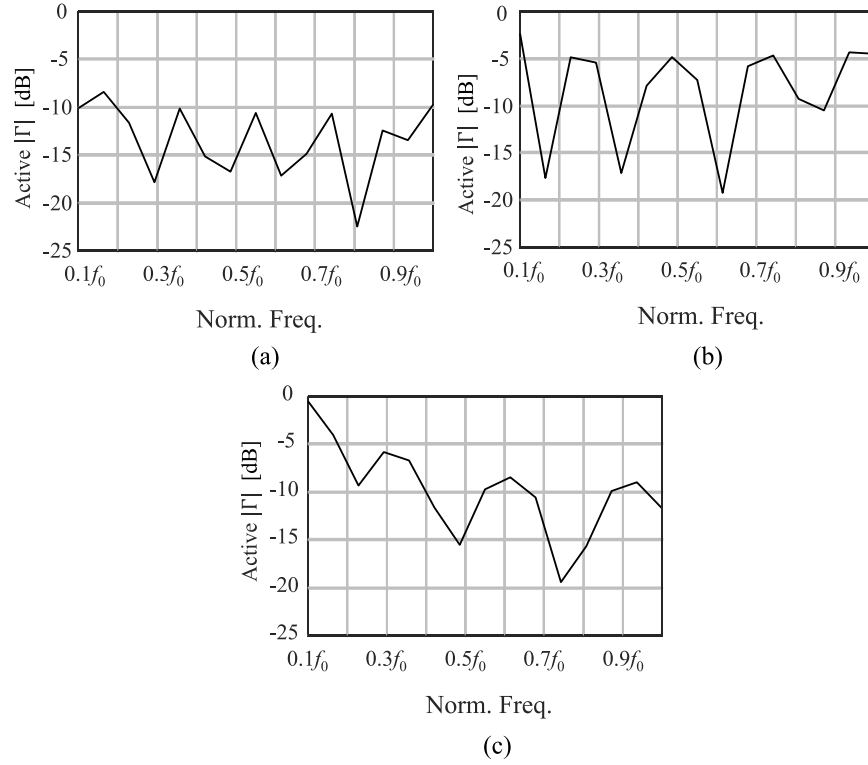 0
-5
-10
-15
-20
-25
Active |Γ| [dB]
0.1f₀ 0.3f₀ 0.5f₀ 0.7f₀ 0.9f₀
Norm. Freq.
(a)
0
-5
-10
-15
-20
-25
Active |Γ| [dB]
0.1f₀ 0.3f₀ 0.5f₀ 0.7f₀ 0.9f₀
Norm. Freq.
(b)
0
-5
-10
-15
-20
-25
Active |Γ| [dB]
0.1f₀ 0.3f₀ 0.5f₀ 0.7f₀ 0.9f₀
Norm. Freq.
(c)